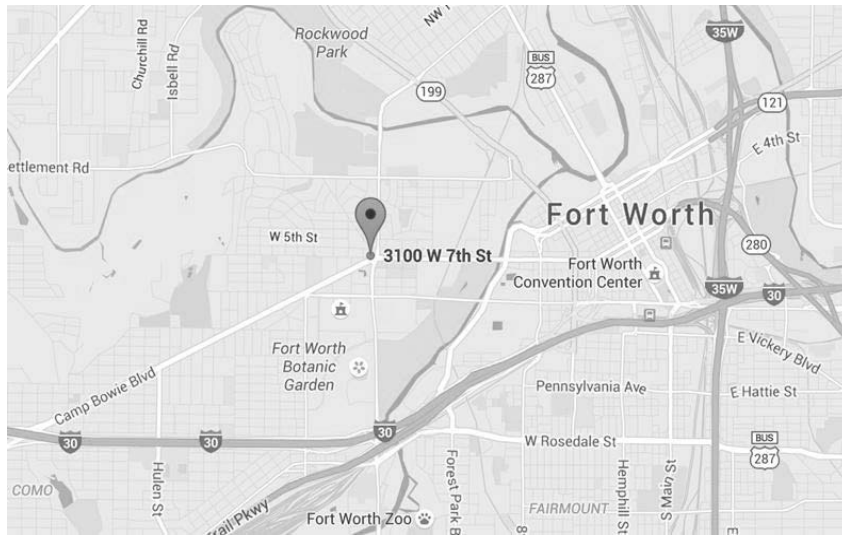 Churchill Rd
Isbell Rd
Rockwood
Park
NW
199
BUS
287
35W
121
E 4th St
ettlement Rd
W 5th St
3100 W 7th St
Fort Worth
Fort Worth
Convention Center
280
35W
30
Fort Worth
Botanic
Garden
Camp Bowie Blvd
E Vickery Blvd
Pennsylvania Ave
E Hattie St
30
30
30
W Rosedale St
BUS
287
COMO
Hulen St
Trail Pkwy
Forest Park B
Hemphill St
S Main St
FAIRMOUNT
Fort Worth Zoo
8
E